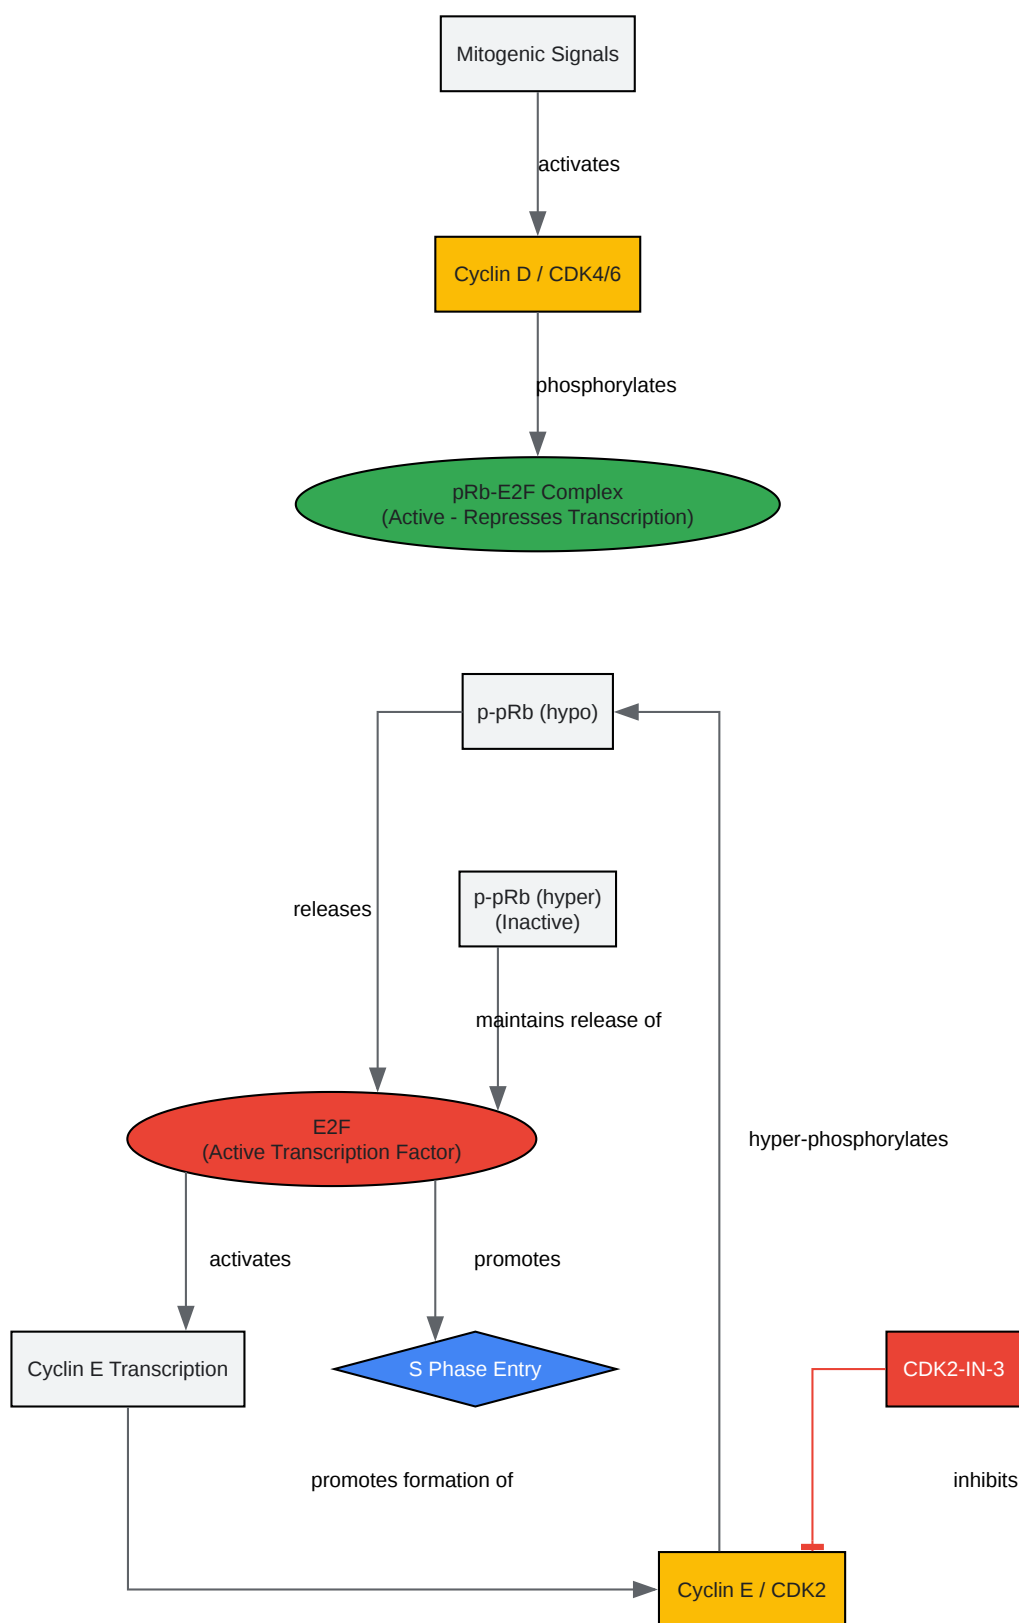 Mitogenic Signals
activates
Cyclin D / CDK4/6
phosphorylates
pRb-E2F Complex
(Active - Represses Transcription)
p-pRb (hypo)
releases
p-pRb (hyper)
(Inactive)
maintains release of
E2F
(Active Transcription Factor)
hyper-phosphorylates
activates
promotes
Cyclin E Transcription
S Phase Entry
CDK2-IN-3
promotes formation of
inhibits
Cyclin E / CDK2